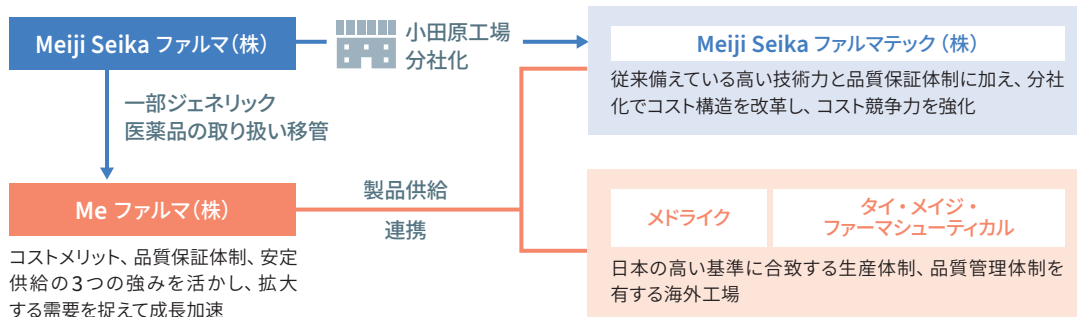 Meiji Seika ファルマ（株）
小田原工場
分社化
Meiji Seika ファルマテック（株）
従来備えている高い技術力と品質保証体制に加え、分社
化でコスト構造を改革し、コスト競争力を強化
一部ジェネリック
医薬品の取り扱い移管
Me ファルマ（株）
製品供給
連携
コストメリット、品質保証体制、安定
供給の3つの強みを活かし、拡大
する需要を捉えて成長加速
メドライク
タイ・メイジ・
ファーマシューティカル
日本の高い基準に合致する生産体制、品質管理体制を
有する海外工場